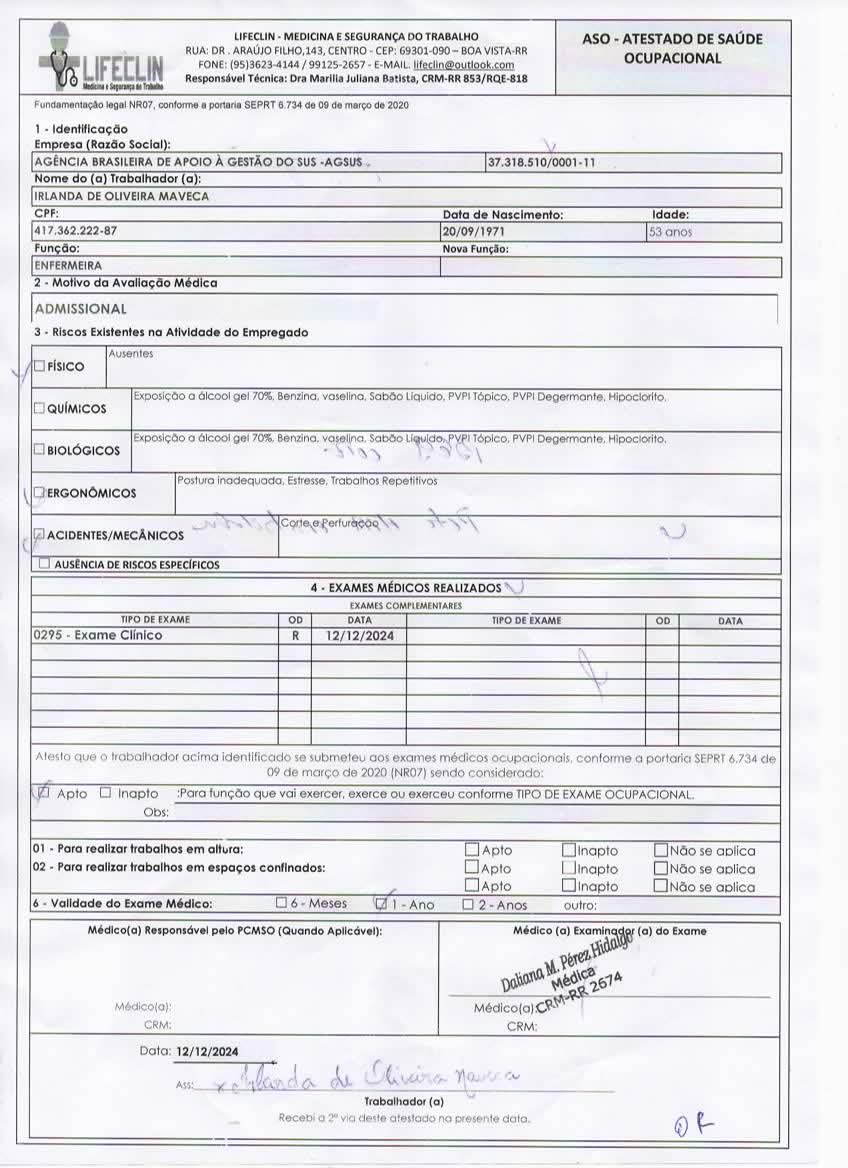 LIFECLIN
Medicina e Segurança do Trabalho
LIFECLIN - MEDICINA E SEGURANÇA DO TRABALHO
RUA: DR . ARAÚJO FILHO,143, CENTRO - CEP: 69301-090 – BOA VISTA-RR
FONE: (95)3623-4144 / 99125-2657 - E-MAIL. lifeclin@outlook.com
Responsável Técnica: Dra Marilia Juliana Batista, CRM-RR 853/RQE-818
ASO - ATESTADO DE SAÚDE
OCUPACIONAL
Fundamentação legal NR07, conforme a portaria SEPRT 6.734 de 09 de março de 2020
1 - Identificação
Empresa (Razão Social):
AGÊNCIA BRASILEIRA DE APOIO À GESTÃO DO SUS -AGSUS 37.318.510/0001-11
Nome do (a) Trabalhador (a):
IRLANDA DE OLIVEIRA MAVECA
CPF: Data de Nascimento: Idade:
417.362.222-87 20/09/1971 53 anos
Função: Nova Função:
ENFERMEIRA
2 - Motivo da Avaliação Médica
ADMISSIONAL
3 - Riscos Existentes na Atividade do Empregado
FÍSICO Ausentes
QUÍMICOS Exposição a álcool gel 70%, Benzina, vaselina, Sabão Líquido, PVPI Tópico, PVPI Degermante, Hipoclorito.
BIOLÓGICOS Exposição a álcool gel 70%, Benzina, vaselina, Sabão Líquido, PVPI Tópico, PVPI Degermante, Hipoclorito.
ERGONÔMICOS Postura inadequada, Estresse, Trabalhos Repetitivos
ACIDENTES/MECÂNICOS Corte e Perfuração
AUSÊNCIA DE RISCOS ESPECÍFICOS
4 - EXAMES MÉDICOS REALIZADOS
EXAMES COMPLEMENTARES
TIPO DE EXAME OD DATA TIPO DE EXAME OD DATA
0295 - Exame Clínico R 12/12/2024
Atesto que o trabalhador acima identificado se submeteu aos exames médicos ocupacionais, conforme a portaria SEPRT 6.734 de
09 de março de 2020 (NR07) sendo considerado:
Apto Inapto :Para função que vai exercer, exerce ou exerceu conforme TIPO DE EXAME OCUPACIONAL.
Obs:
01 - Para realizar trabalhos em altura: Apto Inapto Não se aplica
02 - Para realizar trabalhos em espaços confinados: Apto Inapto Não se aplica
Apto Inapto Não se aplica
6 - Validade do Exame Médico: 6 - Meses 1 - Ano 2 - Anos outro:
Médico(a) Responsável pelo PCMSO (Quando Aplicável): Médico (a) Examinador (a) do Exame
Daliana M. Pérez Hidalgo
Médica
CRM-RR 2674
Médico(a): Médico(a):
CRM: CRM:
Data: 12/12/2024
Ass: x Irlanda de Oliveira Maveca
Trabalhador (a)
Recebi a 2º via deste atestado na presente data.